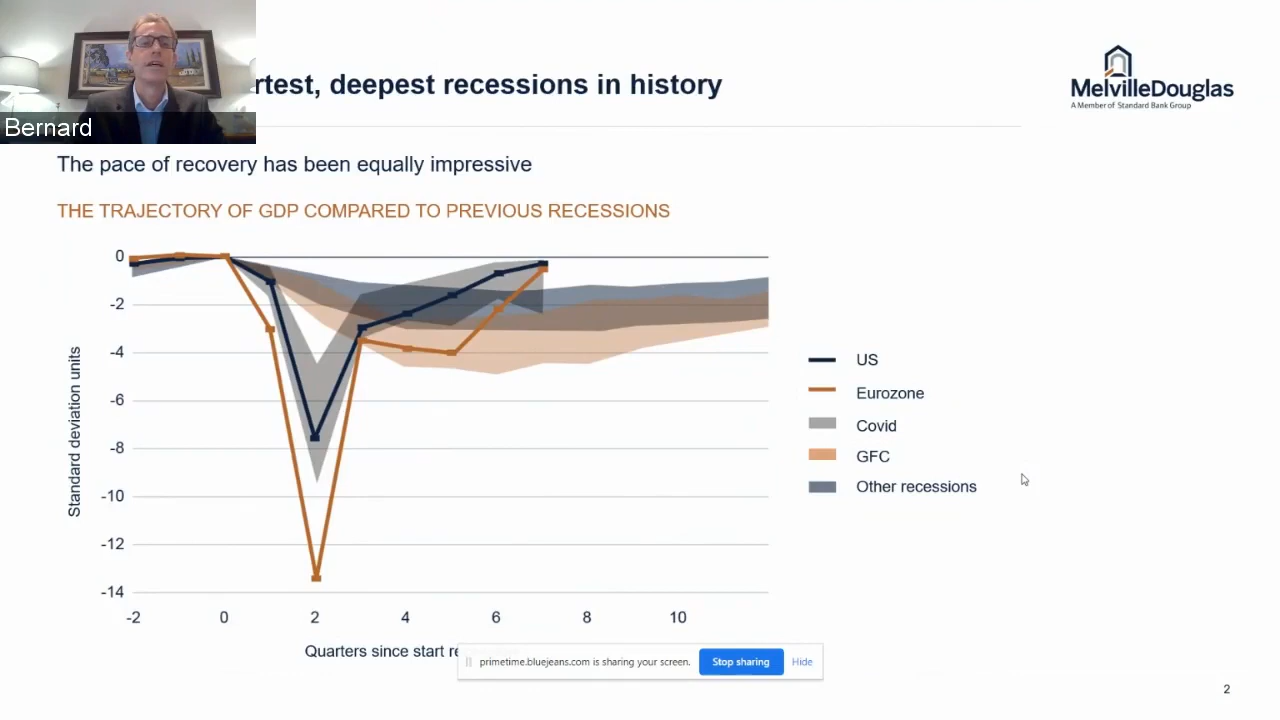 Bernard
rtest, deepest recessions in history
MelvilleDouglas
A Member of Standard Bank Group
The pace of recovery has been equally impressive
THE TRAJECTORY OF GDP COMPARED TO PREVIOUS RECESSIONS
Standard deviation units
0
-2
-4
-6
-8
-10
-12
-14
-2 0 2 4 6 8 10
Quarters since start
US
Eurozone
Covid
GFC
Other recessions
primetime.bluejeans.com is sharing your screen. Stop sharing Hide
2